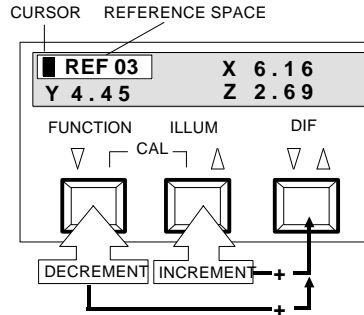 CURSOR REFERENCE SPACE
REF 03 X 6.16
Y 4.45 Z 2.69
FUNCTION ILLUM DIF
CAL
DECREMENT INCREMENT +
+